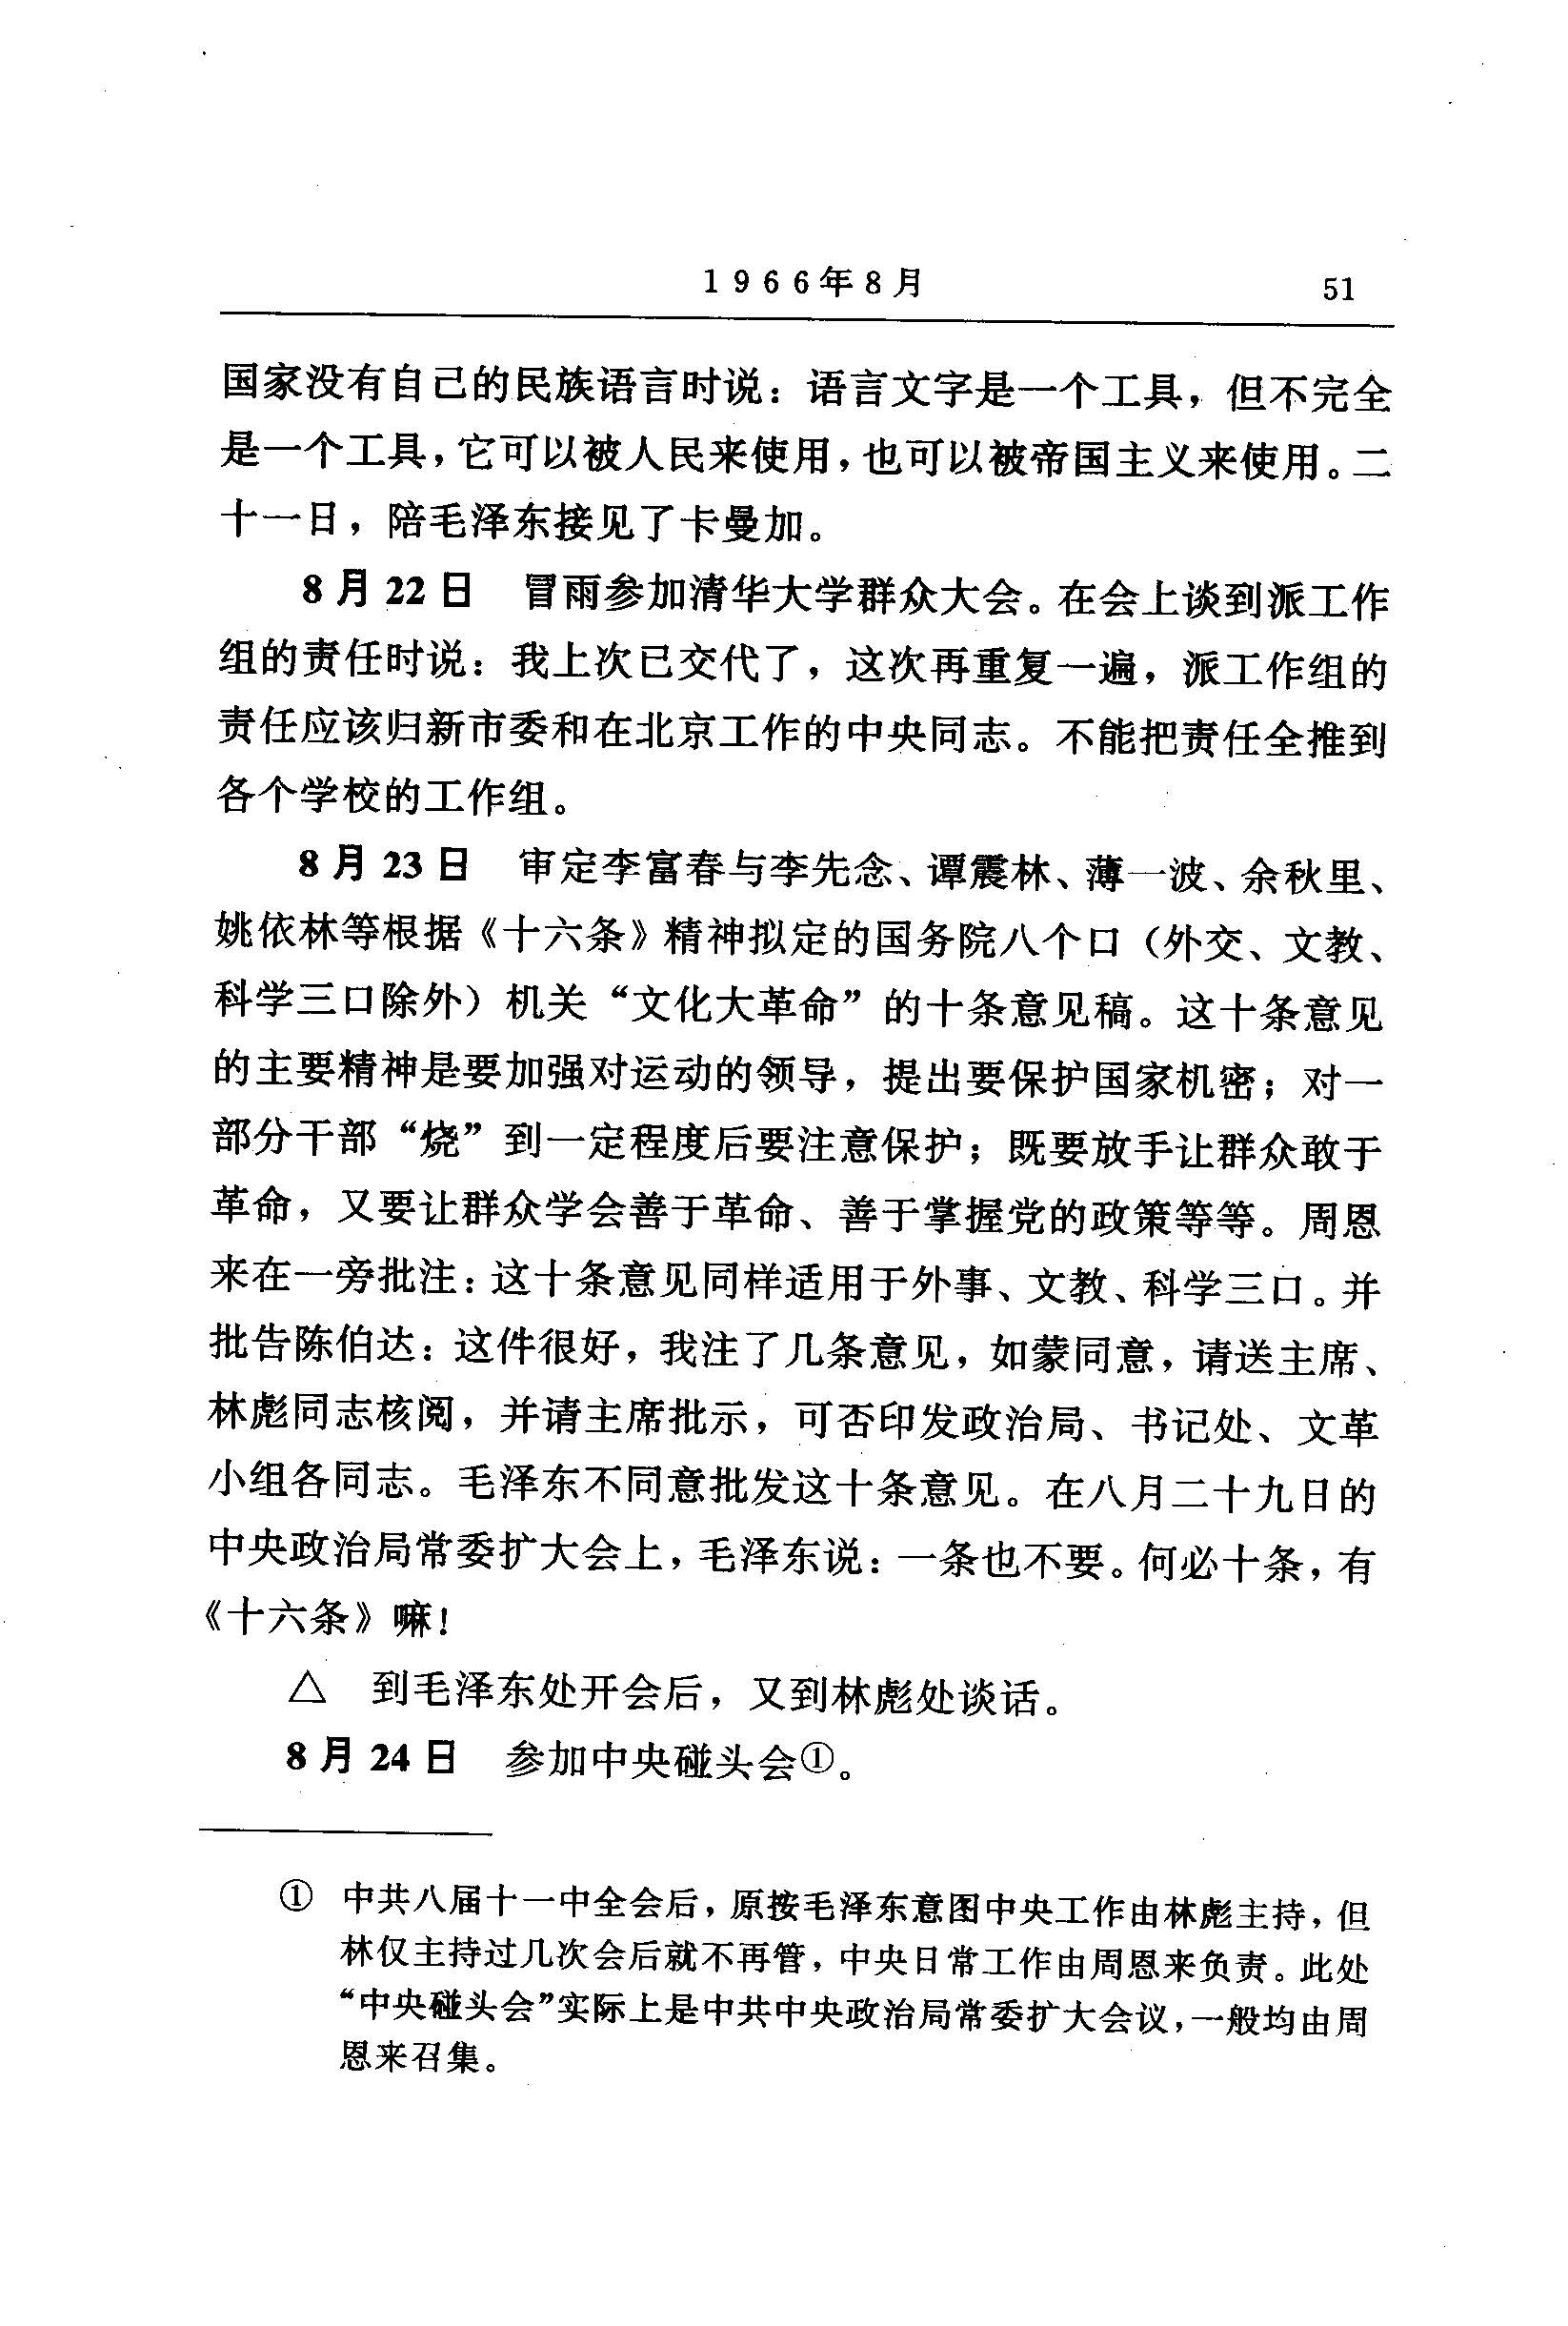 1966年8月 51
国家没有自己的民族语言时说：语言文字是一个工具，但不完全
是一个工具，它可以被人民来使用，也可以被帝国主义来使用。二
十一日，陪毛泽东接见了卡曼加。
8月22日 冒雨参加清华大学群众大会。在会上谈到派工作
组的责任时说：我上次已交代了，这次再重复一遍，派工作组的
责任应该归新市委和在北京工作的中央同志。不能把责任全推到
各个学校的工作组。
8月23日 审定李富春与李先念、谭震林、薄一波、余秋里、
姚依林等根据《十六条》精神拟定的国务院八个口（外交、文教、
科学三口除外）机关“文化大革命”的十条意见稿。这十条意见
的主要精神是要加强对运动的领导，提出要保护国家机密；对一
部分干部“烧”到一定程度后要注意保护；既要放手让群众敢于
革命，又要让群众学会善于革命、善于掌握党的政策等等。周恩
来在一旁批注：这十条意见同样适用于外事、文教、科学三口。并
批告陈伯达：这件很好，我注了几条意见，如蒙同意，请送主席、
林彪同志核阅，并请主席批示，可否印发政治局、书记处、文革
小组各同志。毛泽东不同意批发这十条意见。在八月二十九日的
中央政治局常委扩大会上，毛泽东说：一条也不要。何必十条，有
《十六条》嘛！
△ 到毛泽东处开会后，又到林彪处谈话。
8月24日 参加中央碰头会①。
① 中共八届十一中全会后，原按毛泽东意图中央工作由林彪主持，但
林仅主持过几次会后就不再管，中央日常工作由周恩来负责。此处
“中央碰头会”实际上是中共中央政治局常委扩大会议，一般均由周
恩来召集。